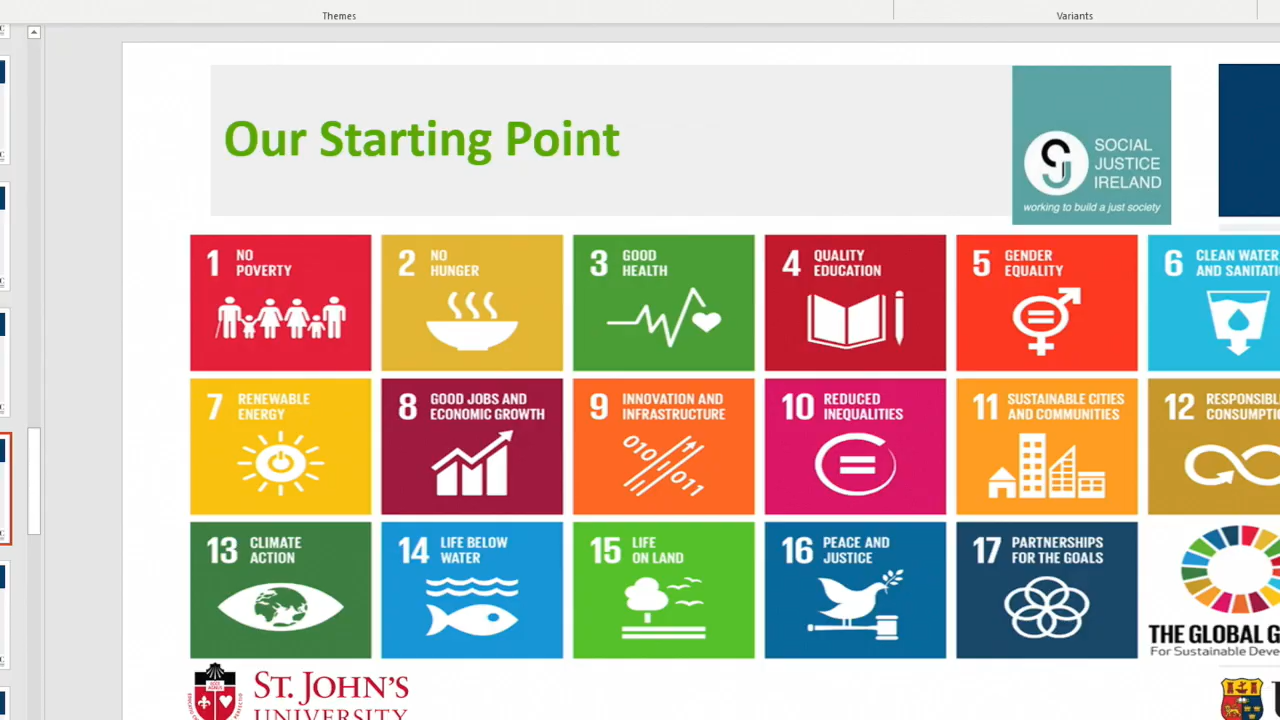 Themes
Variants
Our Starting Point
SOCIAL
JUSTICE
IRELAND
working to build a just society
1 NO
POVERTY
2 NO
HUNGER
3 GOOD
HEALTH
4 QUALITY
EDUCATION
5 GENDER
EQUALITY
6 CLEAN WATER
AND SANITATI
7 RENEWABLE
ENERGY
8 GOOD JOBS AND
ECONOMIC GROWTH
9 INNOVATION AND
INFRASTRUCTURE
010
011
10 REDUCED
INEQUALITIES
11 SUSTAINABLE CITIES
AND COMMUNITIES
12 RESPONSIBL
CONSUMPTI
13 CLIMATE
ACTION
14 LIFE BELOW
WATER
15 LIFE
ON LAND
16 PEACE AND
JUSTICE
17 PARTNERSHIPS
FOR THE GOALS
THE GLOBAL G
For Sustainable Deve
ST. JOHN'S
UNIVERSITY